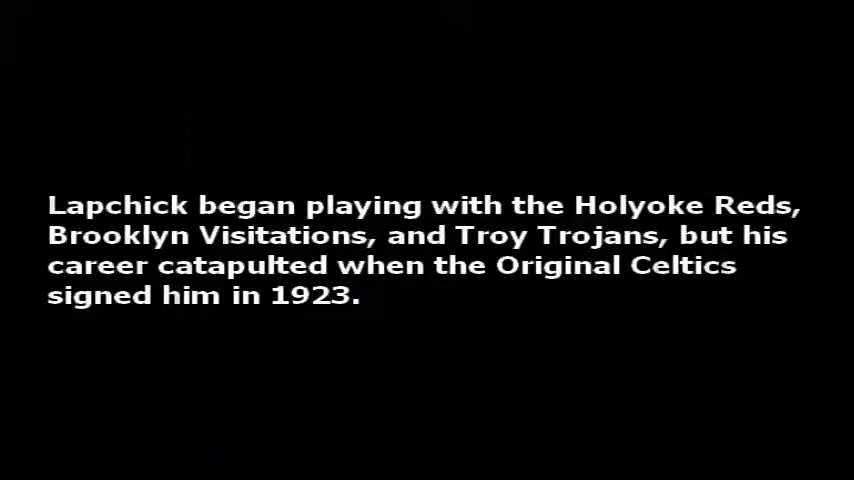 Lapchick began playing with the Holyoke Reds,
Brooklyn Visitations, and Troy Trojans, but his
career catapulted when the Original Celtics
signed him in 1923.